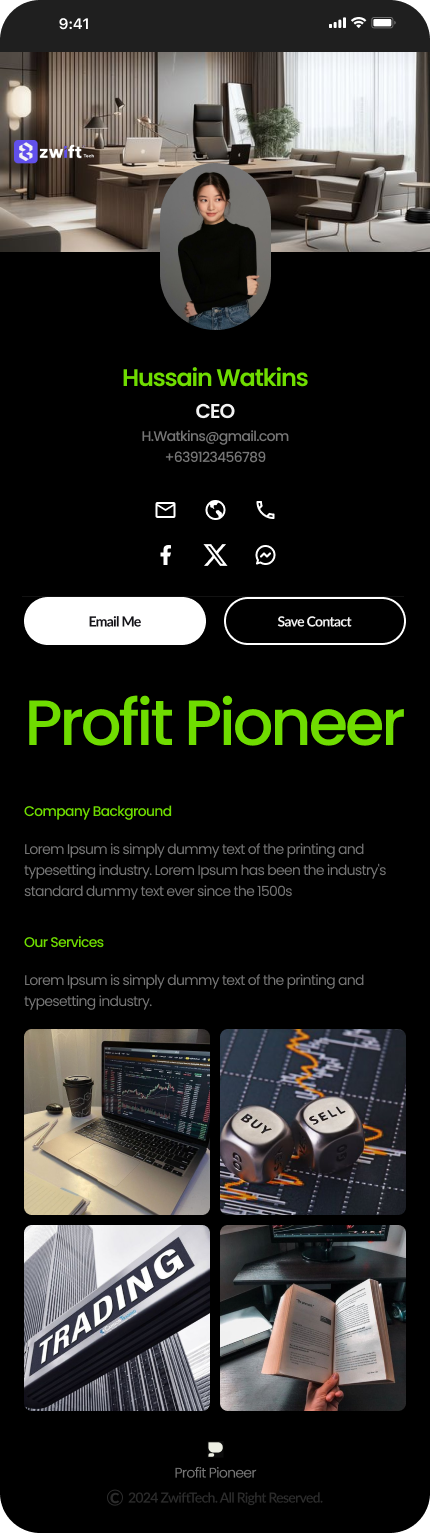 9:41
zwift Tech
Hussain Watkins
CEO
H.Watkins@gmail.com
+639123456789
Email Me
Save Contact
Profit Pioneer
Company Background
Lorem Ipsum is simply dummy text of the printing and
typesetting industry. Lorem Ipsum has been the industry's
standard dummy text ever since the 1500s
Our Services
Lorem Ipsum is simply dummy text of the printing and
typesetting industry.
BUY
SELL
TRADING
Profit Pioneer
© 2024 ZwiftTech. All Right Reserved.